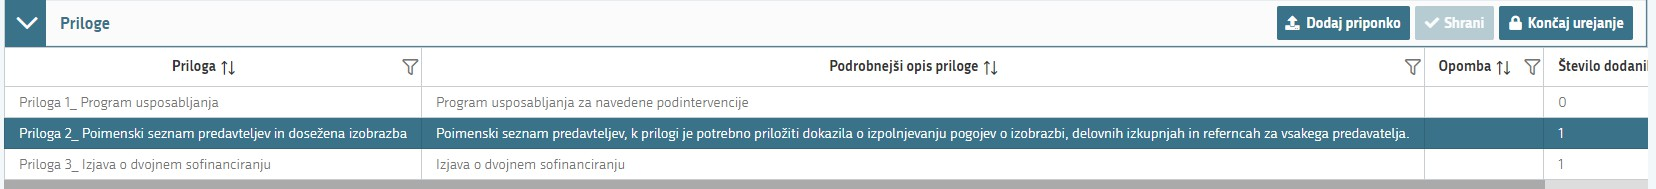 Priloge
Dodaj priponko
Shrani
Končaj urejanje
Priloga
Podrobnejši opis priloge
Opomba
Število dodani
Priloga 1_ Program usposabljanja
Program usposabljanja za navedene podintervencije
0
Priloga 2_ Poimenski seznam predavteljev in dosežena izobrazba
Poimenski seznam predavteljev, k prilogi je potrebno priložiti dokazila o izpolnjevanju pogojev o izobrazbi, delovnih izkupnjah in referncah za vsakega predavatelja.
1
Priloga 3_ Izjava o dvojnem sofinanciranju
Izjava o dvojnem sofinanciranju
1